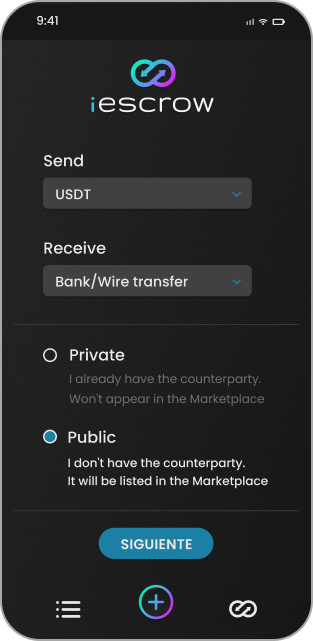 9:41
iescrow
Send
USDT
Receive
Bank/Wire transfer
Private
I already have the counterparty.
Won't appear in the Marketplace
Public
I don't have the counterparty.
It will be listed in the Marketplace
SIGUIENTE